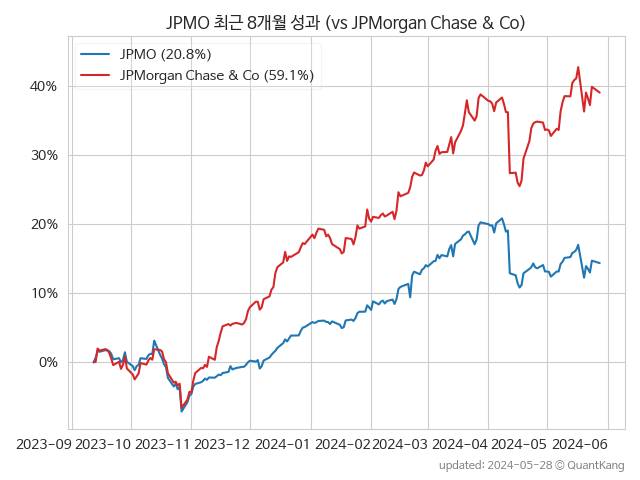 JPMO 최근 8개월 성과 (vs JPMorgan Chase & Co)
JPMO (20.8%)
JPMorgan Chase & Co (59.1%)
40%
30%
20%
10%
0%
2023-09 2023-10 2023-11 2023-12 2024-01 2024-02 2024-03 2024-04 2024-05 2024-06
updated: 2024-05-28 © QuantKang